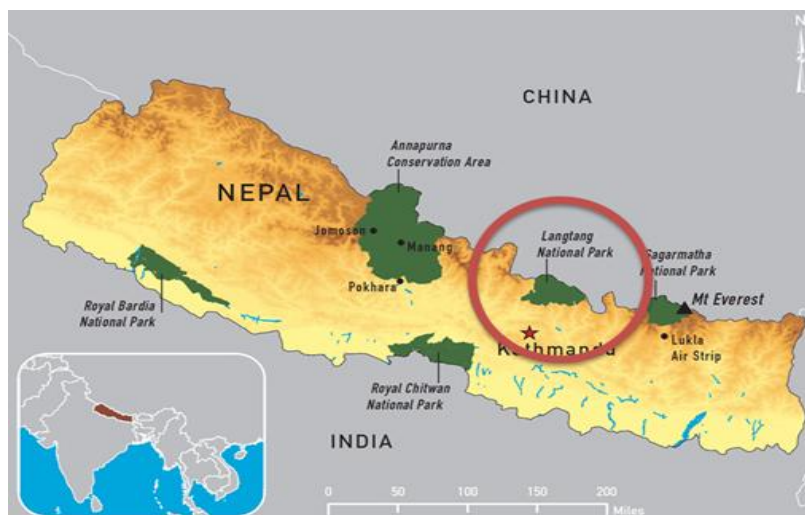 N
CHINA
Annapurna
Conservation Area
NEPAL
Jomoson
Manang
Langtang
National Park
Sagarmatha
National Park
Mt Everest
Pokhara
Royal Bardia
National Park
Kathmandu
Lukla
Air Strip
Royal Chitwan
National Park
INDIA
0 50 100 150 200
Miles